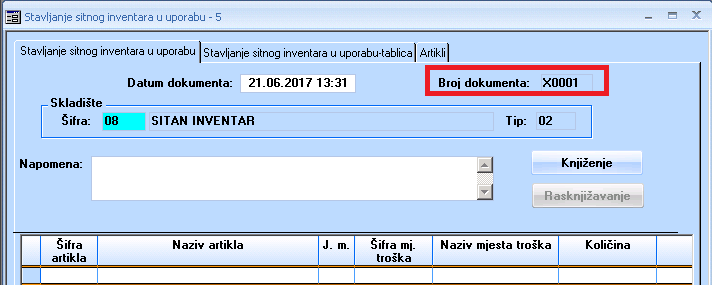 Stavljanje sitnog inventara u uporabu - 5
Stavljanje sitnog inventara u uporabu Stavljanje sitnog inventara u uporabu-tablica Artikli
Datum dokumenta: 21.06.2017 13:31 Broj dokumenta: X0001
Skladište
Šifra: 08 SITAN INVENTAR Tip: 02
Napomena: Knjiženje
Rasknjižavanje
Šifra artikla Naziv artikla J. m. Šifra mj. troška Naziv mjesta troška Količina